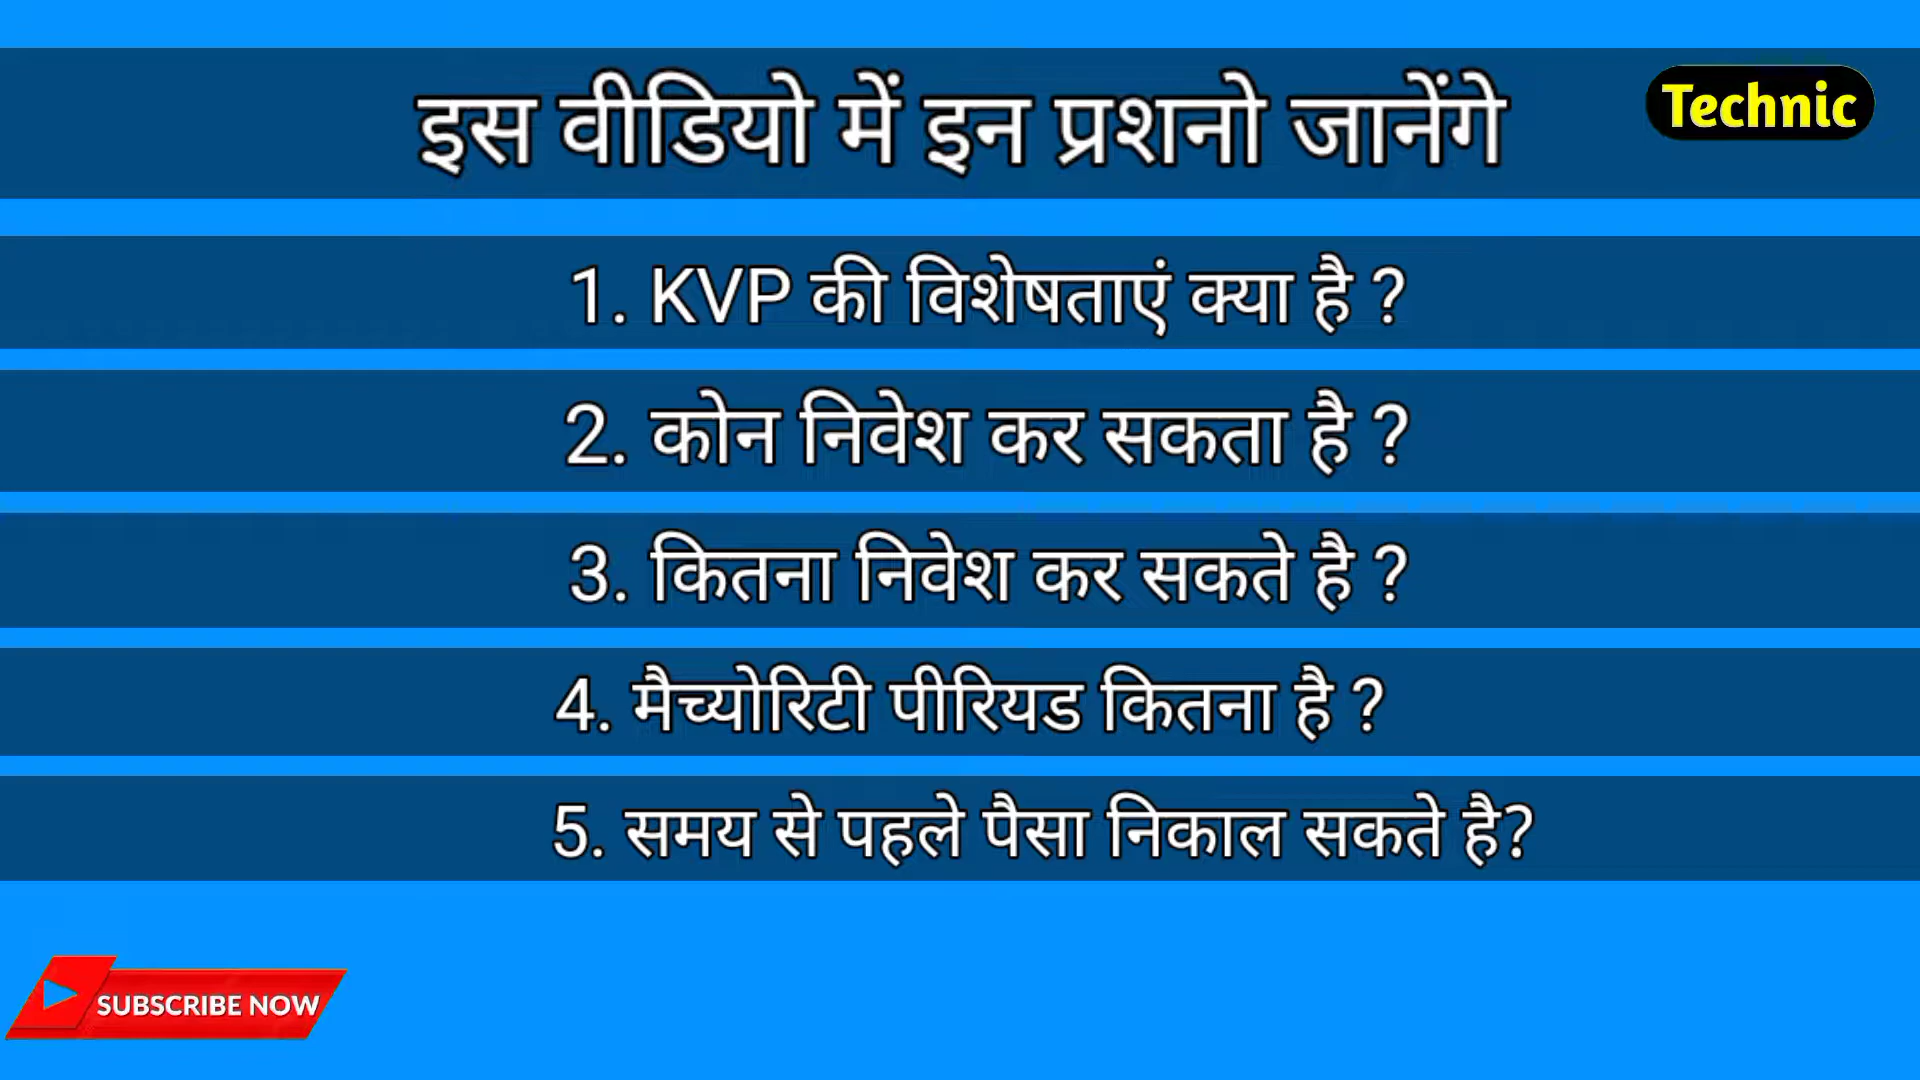 इस वीडियो में इन प्रशनो जानेंगे
Technic
1. KVP की विशेषताएं क्या है ?
2. कोन निवेश कर सकता है ?
3. कितना निवेश कर सकते है ?
4. मैच्योरिटी पीरियड कितना है ?
5. समय से पहले पैसा निकाल सकते है?
SUBSCRIBE NOW